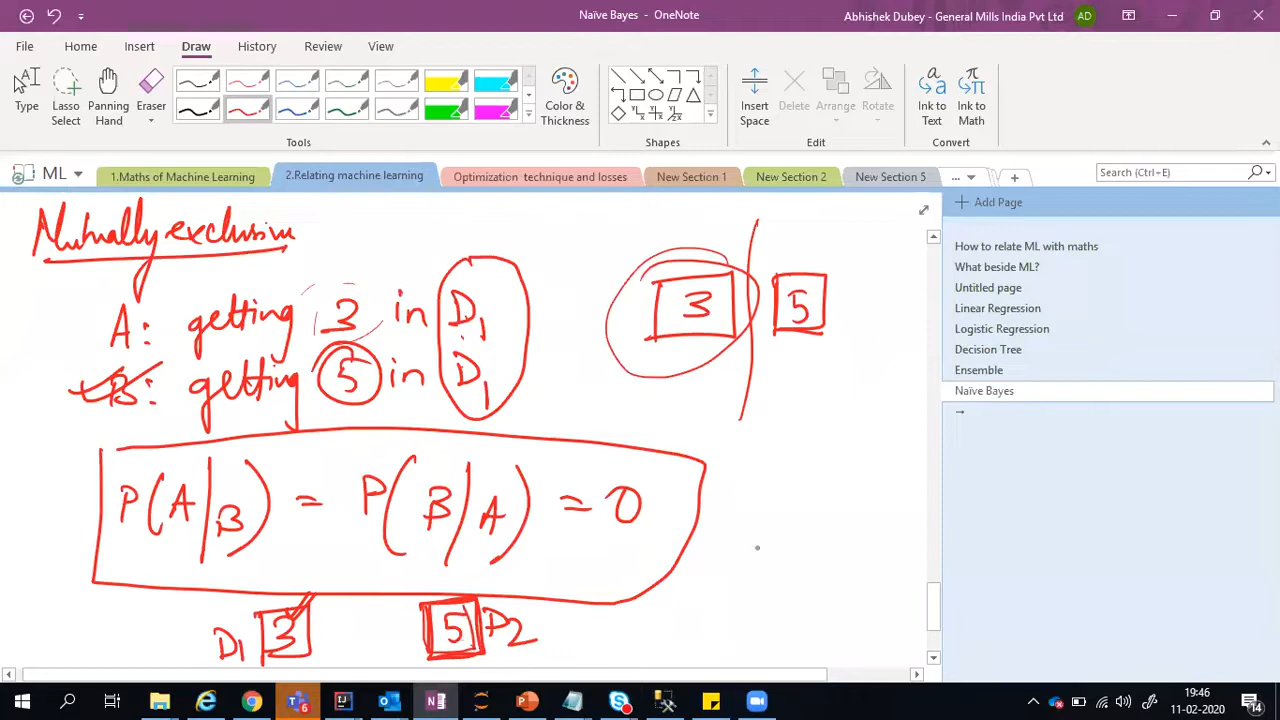 Naïve Bayes - OneNote
Abhishek Dubey - General Mills India Pvt Ltd
AD
File Home Insert Draw History Review View
Type
Lasso Select
Panning Hand
Eraser
Color & Thickness
Insert Space
Delete
Arrange
Rotate
Ink to Text
Ink to Math
Tools
Shapes
Edit
Convert
ML
1.Maths of Machine Learning
2.Relating machine learning
Optimization technique and losses
New Section 1
New Section 2
New Section 5
...
Search (Ctrl+E)
Add Page
How to relate ML with maths
What beside ML?
Untitled page
Linear Regression
Logistic Regression
Decision Tree
Ensemble
Naïve Bayes
→
Mutually exclusive
A: getting 3 in D1
B: getting 5 in D1
3 5
P(A|B) = P(B|A) = 0
D1 3 5 D2
19:46
11-02-2020
14